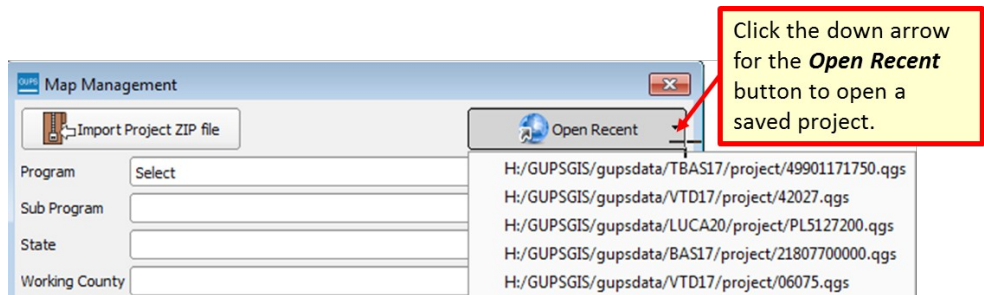 Click the down arrow
for the Open Recent
button to open a
saved project.
GUPS Map Management
Import Project ZIP file
Open Recent
Program Select
H:/GUPSGIS/gupsdata/TBAS17/project/49901171750.qgs
Sub Program
H:/GUPSGIS/gupsdata/VTD17/project/42027.qgs
H:/GUPSGIS/gupsdata/LUCA20/project/PL5127200.qgs
State
H:/GUPSGIS/gupsdata/BAS17/project/21807700000.qgs
Working County
H:/GUPSGIS/gupsdata/VTD17/project/06075.qgs